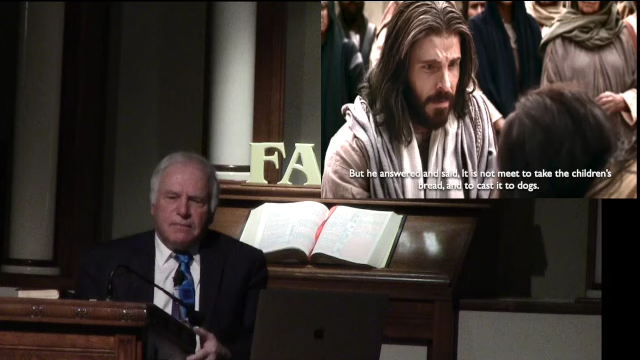 FA
But he answered and said, It is not meet to take the children's
bread, and to cast it to dogs.